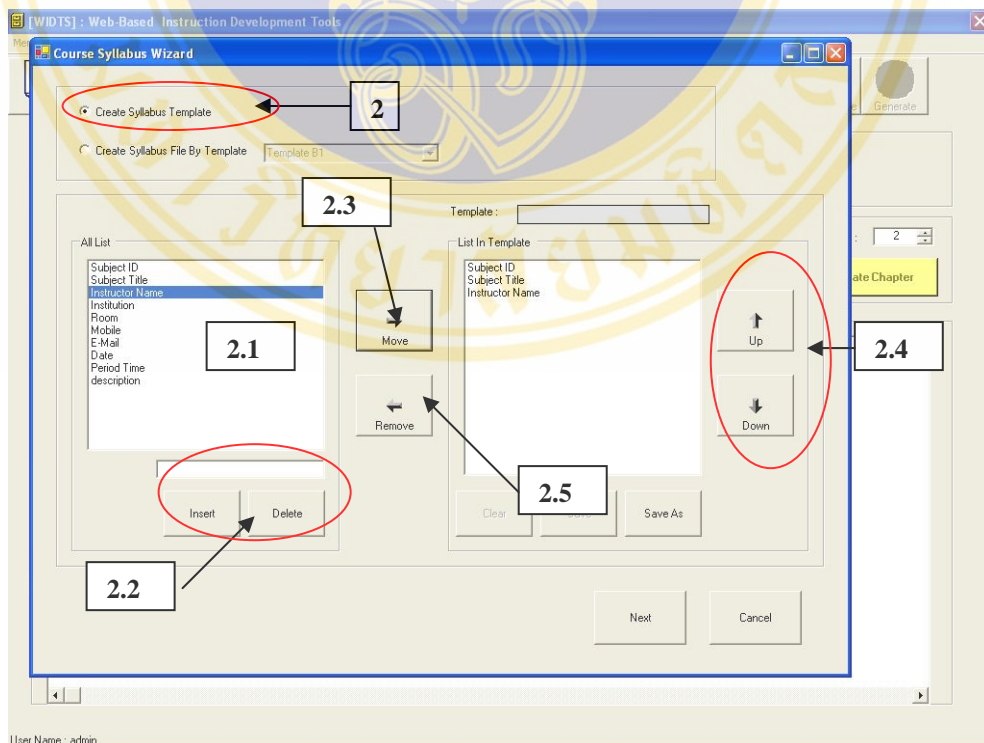 [WIDTS] : Web-Based Instruction Development Tools
Course Syllabus Wizard
Create Syllabus Template
2
Generate
Create Syllabus File By Template
Template B1
2.3
Template :
: 2
All List
List In Template
Subject ID
Subject Title
Instructor Name
Institution
Room
Mobile
E-Mail
Date
Period Time
description
2.1
Move
Remove
Subject ID
Subject Title
Instructor Name
Up
Down
2.4
ate Chapter
Insert
Delete
2.5
Clear
Save As
2.2
Next
Cancel
User Name : admin